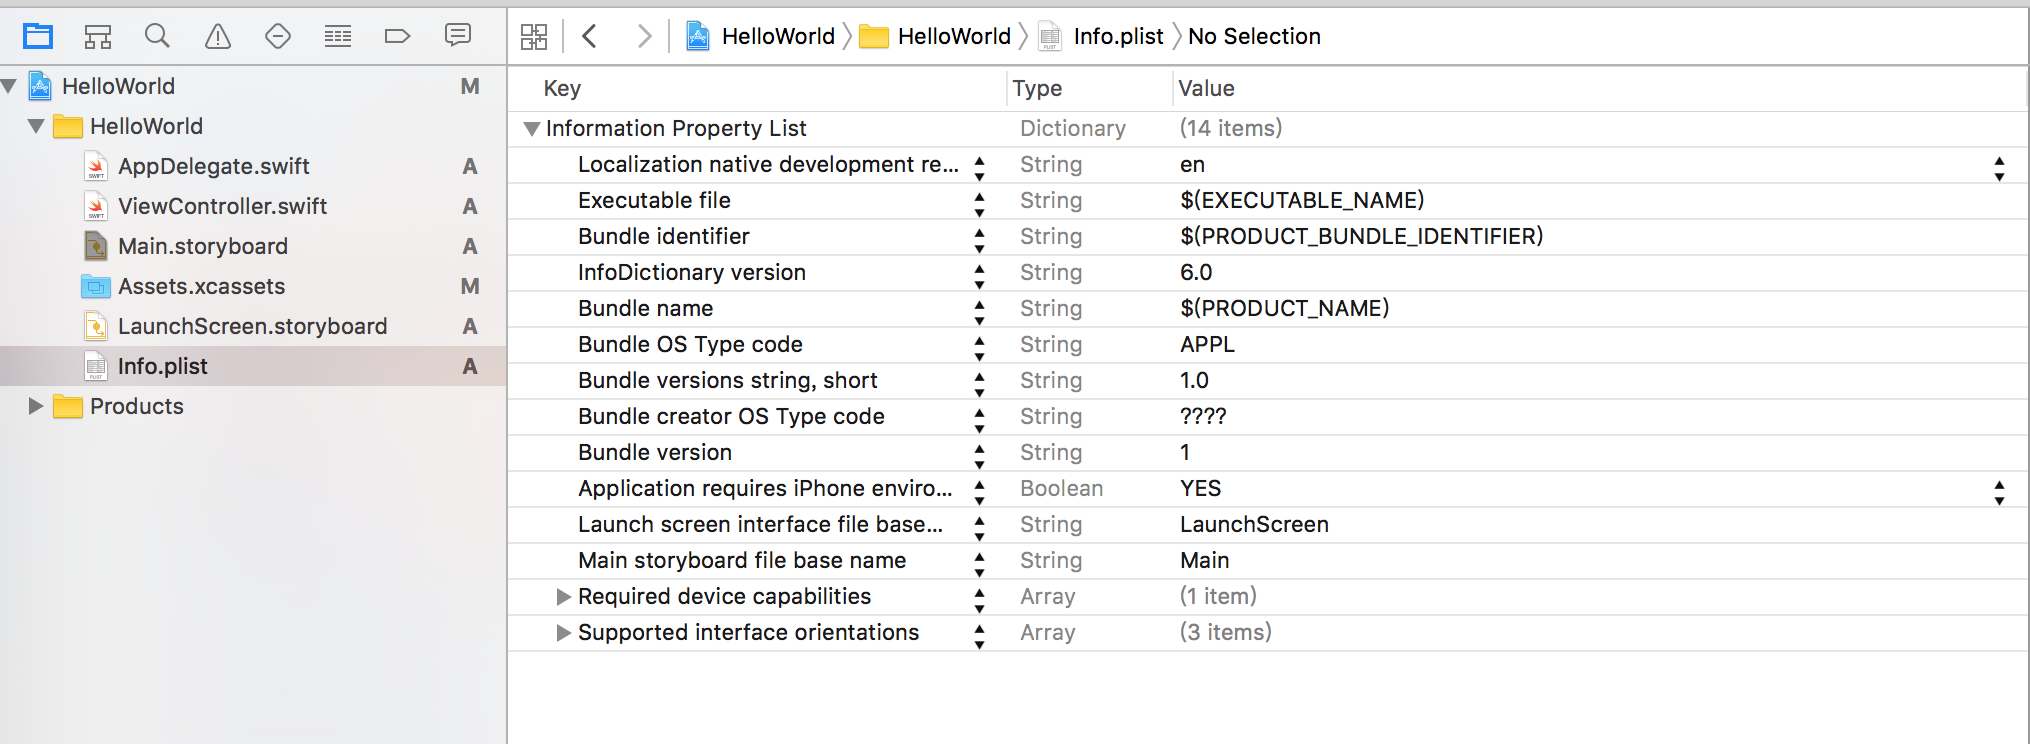 HelloWorld HelloWorld Info.plist No Selection
HelloWorld M
HelloWorld
AppDelegate.swift A
ViewController.swift A
Main.storyboard A
Assets.xcassets M
LaunchScreen.storyboard A
Info.plist A
Products
Key Type Value
Information Property List Dictionary (14 items)
Localization native development re... String en
Executable file String $(EXECUTABLE_NAME)
Bundle identifier String $(PRODUCT_BUNDLE_IDENTIFIER)
InfoDictionary version String 6.0
Bundle name String $(PRODUCT_NAME)
Bundle OS Type code String APPL
Bundle versions string, short String 1.0
Bundle creator OS Type code String ????
Bundle version String 1
Application requires iPhone enviro... Boolean YES
Launch screen interface file base... String LaunchScreen
Main storyboard file base name String Main
Required device capabilities Array (1 item)
Supported interface orientations Array (3 items)